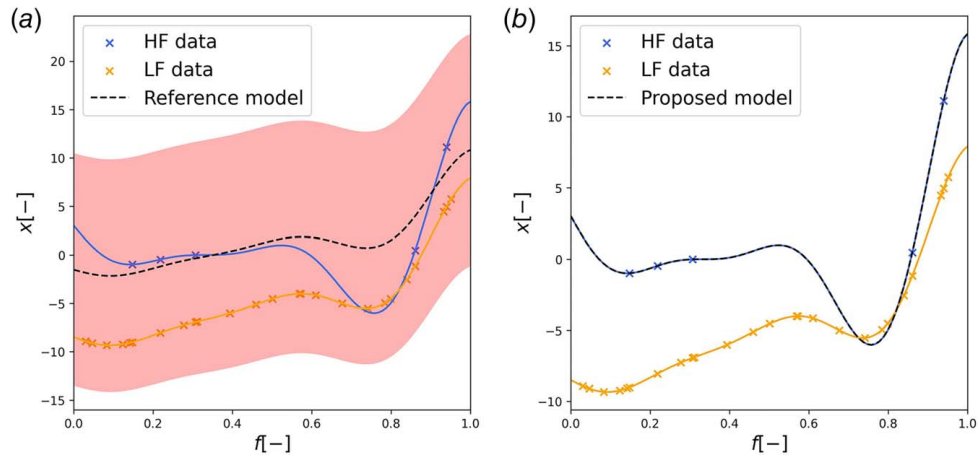 (a)
HF data
LF data
Reference model
20
15
10
5
0
−5
−10
−15
x[−]
0.0 0.2 0.4 0.6 0.8 1.0
f[−]
(b)
HF data
LF data
Proposed model
15
10
5
0
−5
−10
x[−]
0.0 0.2 0.4 0.6 0.8 1.0
f[−]